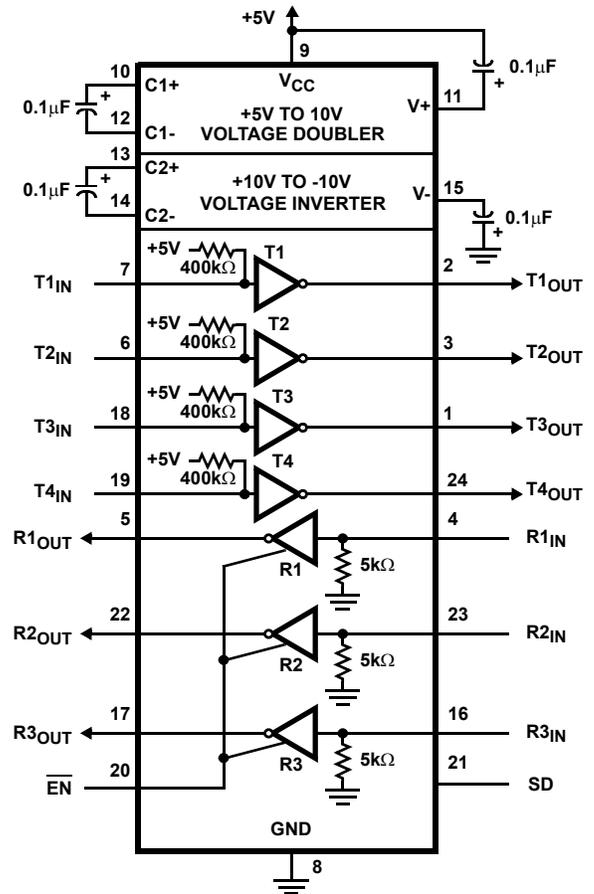 +5V
9
VCC
0.1µF
+
10
C1+
+
0.1µF
12
C1-
+5V TO 10V
VOLTAGE DOUBLER
V+
11
13
C2+
+
0.1µF
14
C2-
+10V TO -10V
VOLTAGE INVERTER
V-
15
0.1µF
+
T1IN
7
+5V
400kΩ
T1
2
T1OUT
T2IN
6
+5V
400kΩ
T2
3
T2OUT
T3IN
18
+5V
400kΩ
T3
1
T3OUT
T4IN
19
+5V
400kΩ
T4
24
T4OUT
R1OUT
5
R1
5kΩ
4
R1IN
R2OUT
22
R2
5kΩ
23
R2IN
R3OUT
17
R3
5kΩ
16
R3IN
E̅N̅
20
21
SD
GND
8